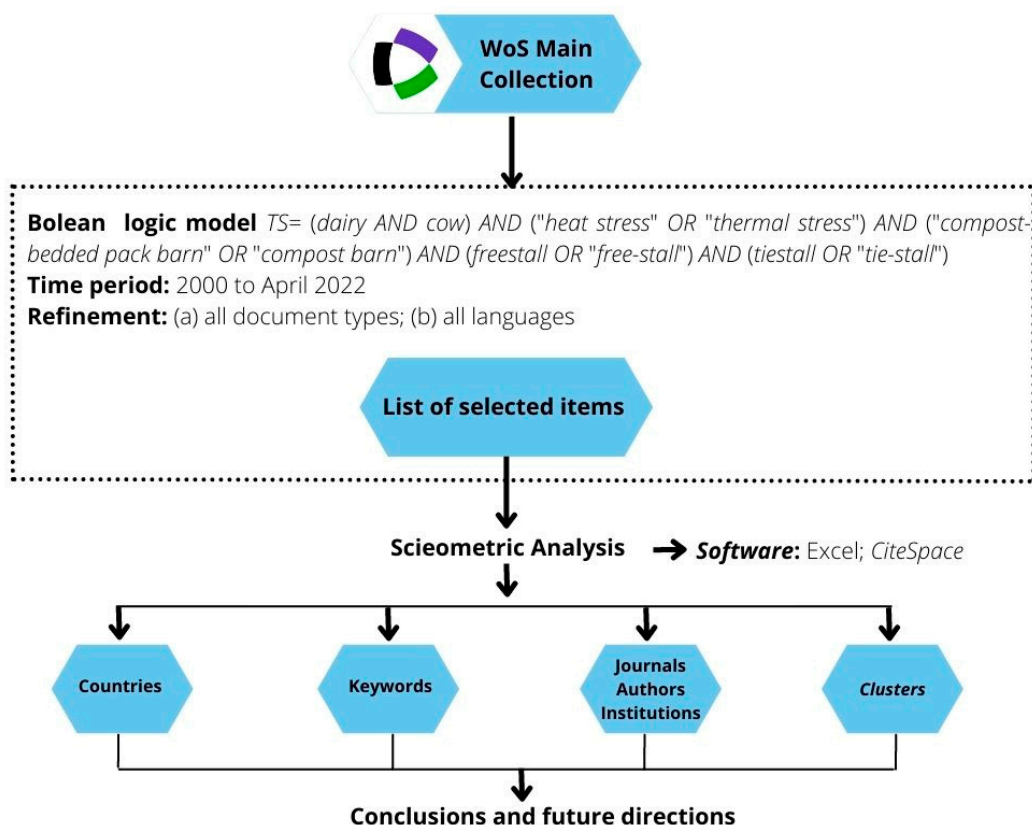 WoS Main
Collection
Bolean logic model TS= (dairy AND cow) AND ("heat stress" OR "thermal stress") AND ("compost-
bedded pack barn" OR "compost barn") AND (freestall OR "free-stall") AND (tiestall OR "tie-stall")
Time period: 2000 to April 2022
Refinement: (a) all document types; (b) all languages
List of selected items
Scieometric Analysis
Software: Excel; CiteSpace
Countries
Keywords
Journals
Authors
Institutions
Clusters
Conclusions and future directions